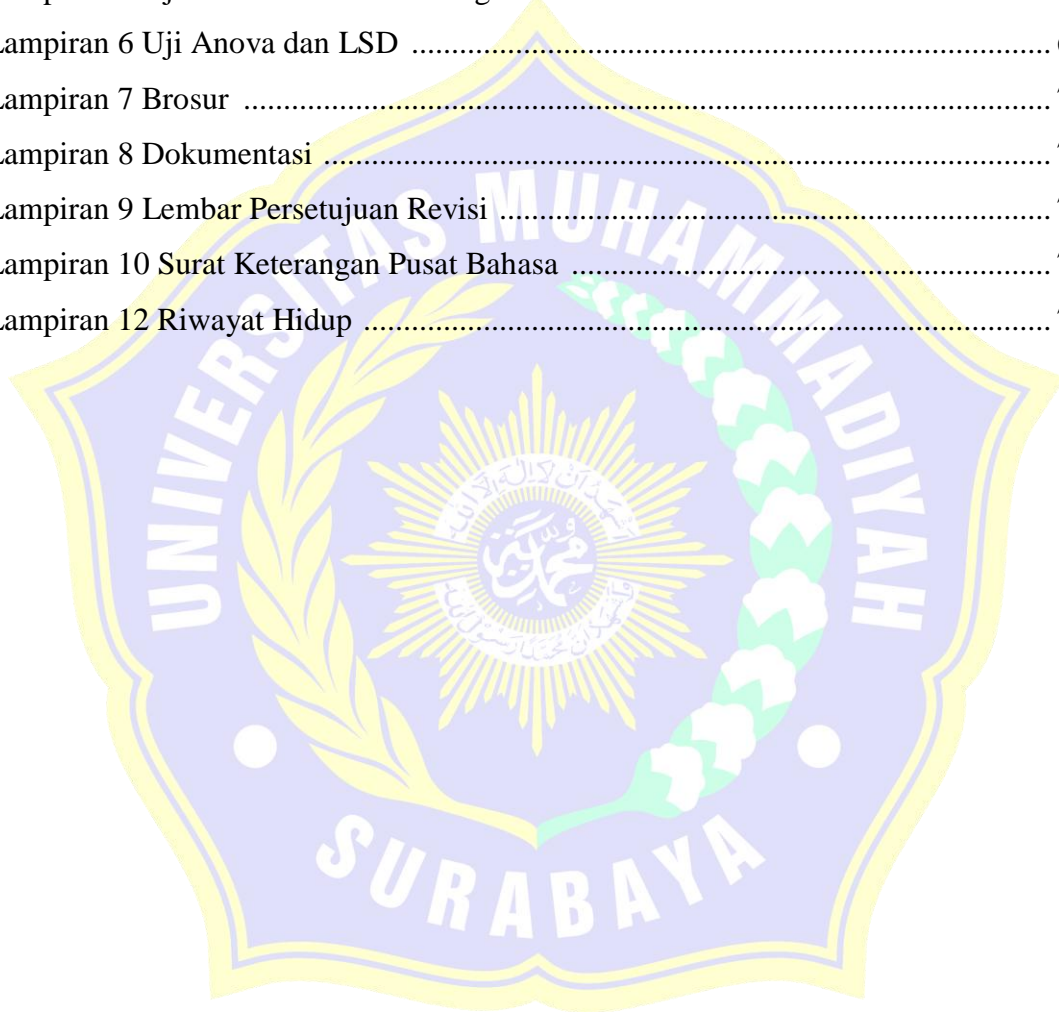 Lampiran 6 Uji Anova dan LSD ................................................................................
Lampiran 7 Brosur .....................................................................................................
Lampiran 8 Dokumentasi ...........................................................................................
Lampiran 9 Lembar Persetujuan Revisi .....................................................................
Lampiran 10 Surat Keterangan Pusat Bahasa ............................................................
Lampiran 12 Riwayat Hidup ......................................................................................
UNIVERSITAS MUHAMMADIYAH
محمد
SURABAYA